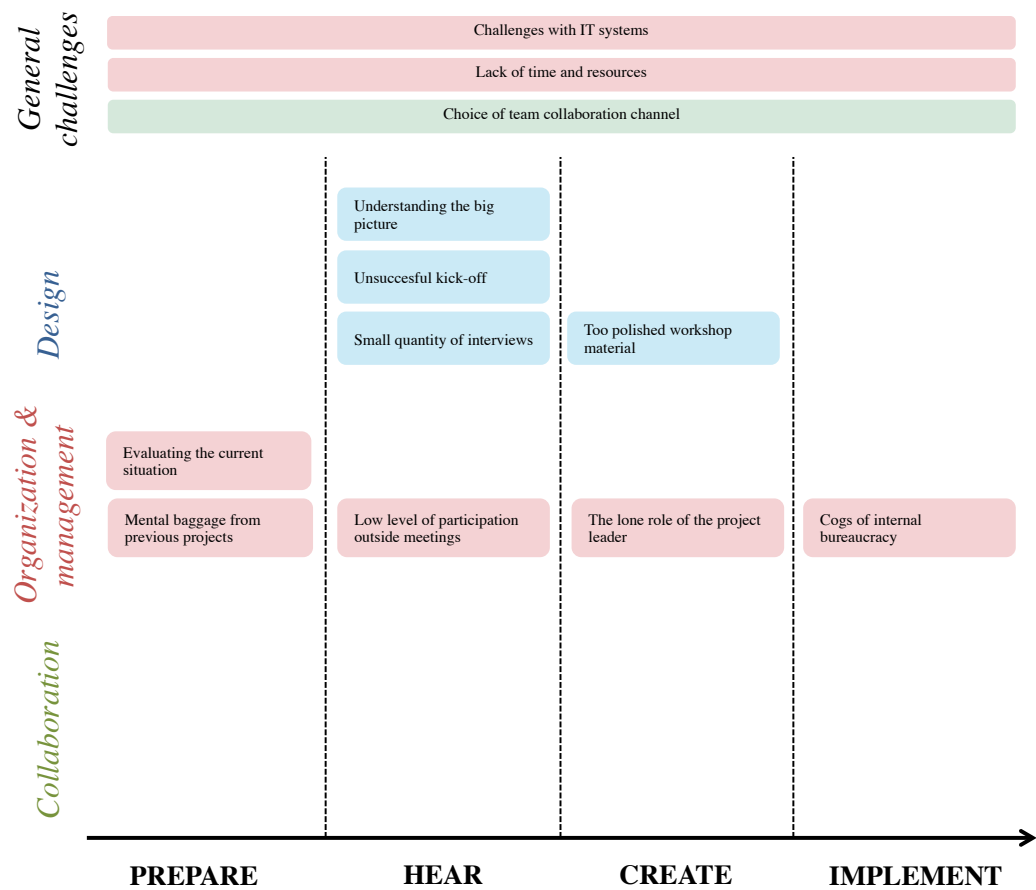 General
challenges
Challenges with IT systems
Lack of time and resources
Choice of team collaboration channel
Design
Understanding the big
picture
Unsuccesful kick-off
Small quantity of interviews
Too polished workshop
material
Organization &
management
Evaluating the current
situation
Mental baggage from
previous projects
Low level of participation
outside meetings
The lone role of the project
leader
Cogs of internal
bureaucracy
Collaboration
PREPARE
HEAR
CREATE
IMPLEMENT